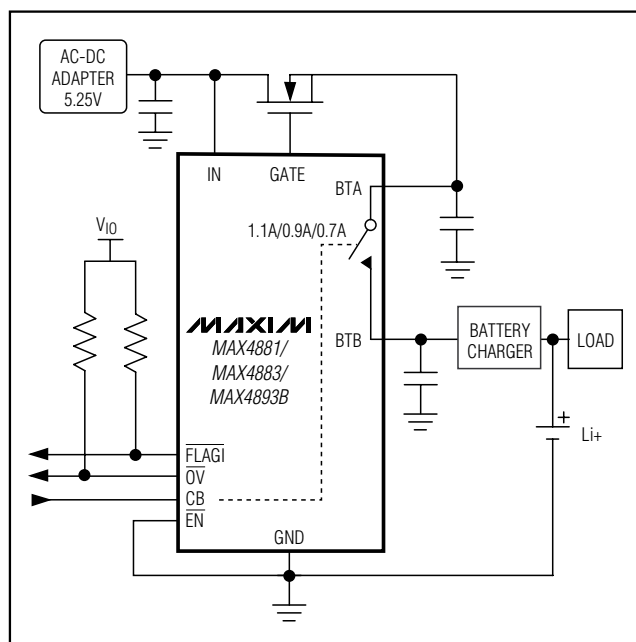 AC-DC
ADAPTER
5.25V
IN
GATE
BTA
1.1A/0.9A/0.7A
VIO
MAXIM
MAX4881/
MAX4883/
MAX4893B
BTB
BATTERY
CHARGER
LOAD
+
Li+
FLAGI
OV
CB
EN
GND